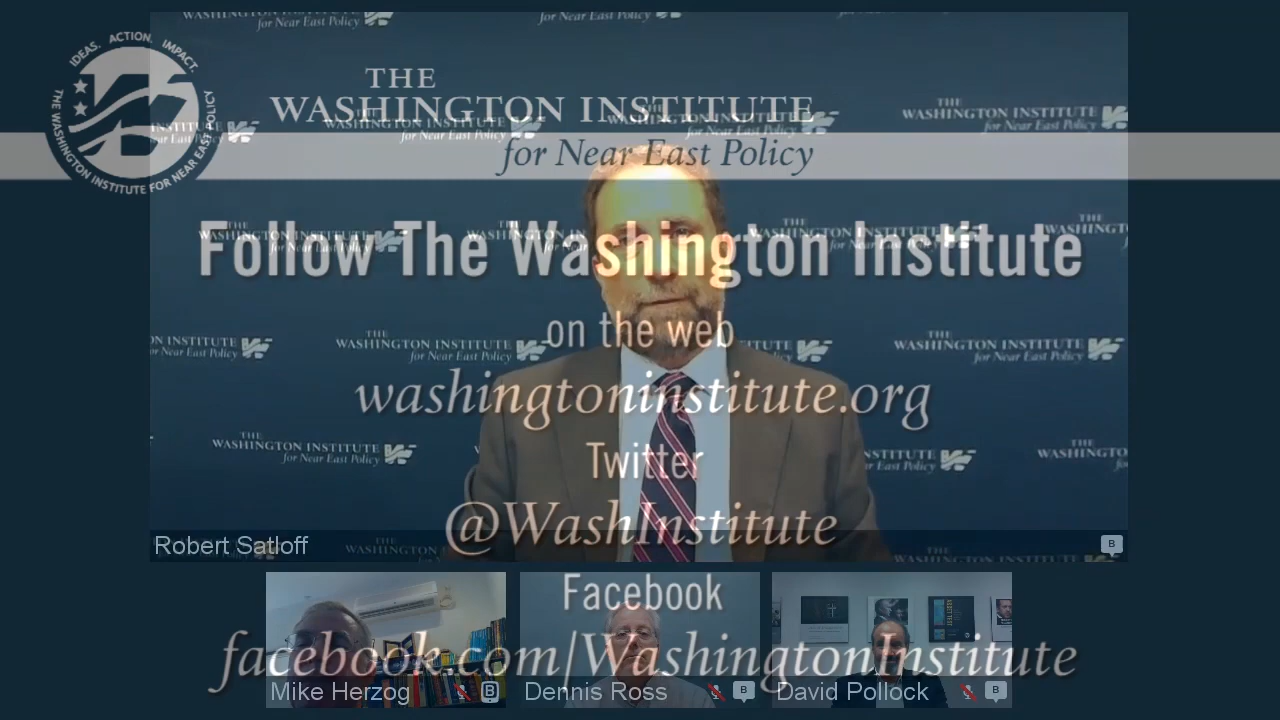 IDEAS. ACTION. IMPACT.
THE WASHINGTON INSTITUTE FOR NEAR EAST POLICY
THE
WASHINGTON INSTITUTE
for Near East Policy
Follow The Washington Institute
on the web
washingtoninstitute.org
Twitter
@WashInstitute
Robert Satloff
Facebook
facebook.com/WashingtonInstitute
Mike Herzog
Dennis Ross
David Pollock